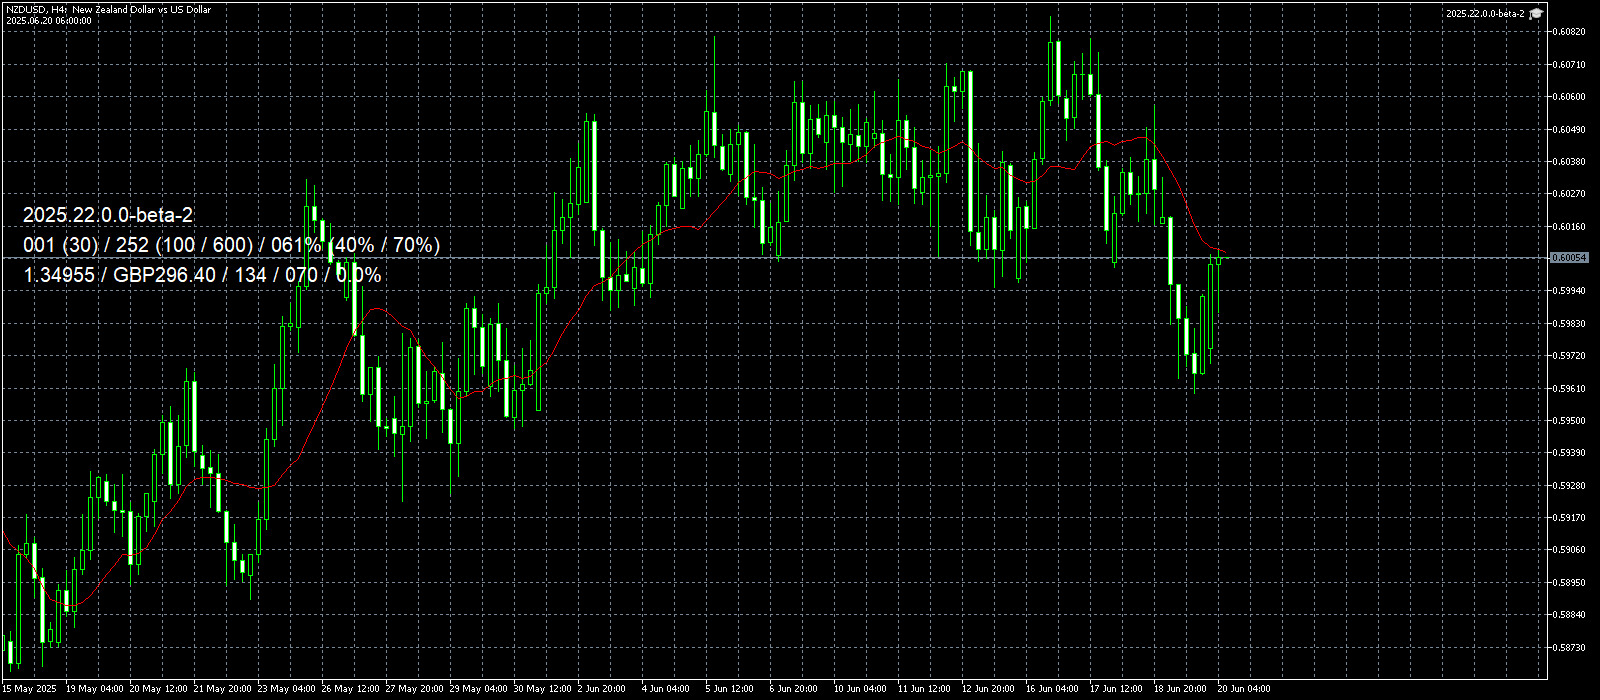 NZDUSD, H4: New Zealand Dollar vs US Dollar
2025.06.20 06:00:00
2025.22.0.0-beta-2
2025.22.0.0-beta-2
001 (30) / 252 (100 / 600) / 061% (40% / 70%)
1.34955 / GBP296.40 / 134 / 070 / 0.0%
0.60820
0.60710
0.60600
0.60490
0.60380
0.60270
0.60160
0.60054
0.59940
0.59830
0.59720
0.59610
0.59500
0.59390
0.59280
0.59170
0.59060
0.58950
0.58840
0.58730
15 May 2025
19 May 04:00
20 May 12:00
21 May 20:00
23 May 04:00
26 May 12:00
27 May 20:00
29 May 04:00
30 May 12:00
2 Jun 20:00
4 Jun 04:00
5 Jun 12:00
6 Jun 20:00
10 Jun 04:00
11 Jun 12:00
12 Jun 20:00
16 Jun 04:00
17 Jun 12:00
18 Jun 20:00
20 Jun 04:00